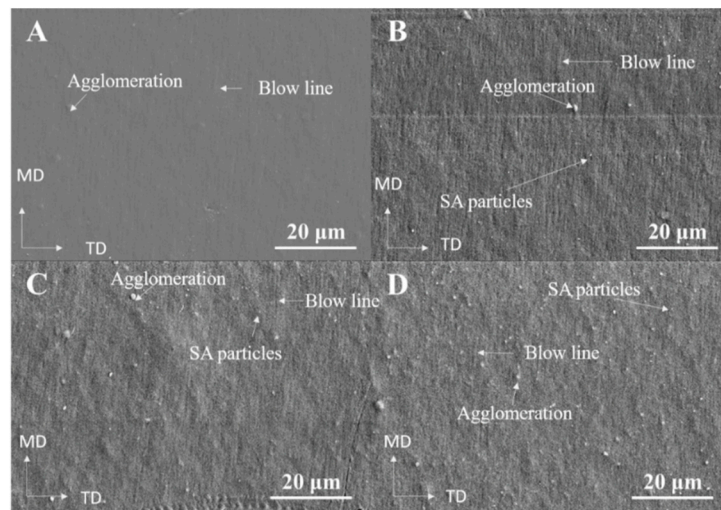 A
Agglomeration
Blow line
MD
TD
20 µm
B
Blow line
Agglomeration
SA particles
MD
TD
20 µm
C
Agglomeration
Blow line
SA particles
MD
TD
20 µm
D
SA particles
Blow line
Agglomeration
MD
TD
20 µm